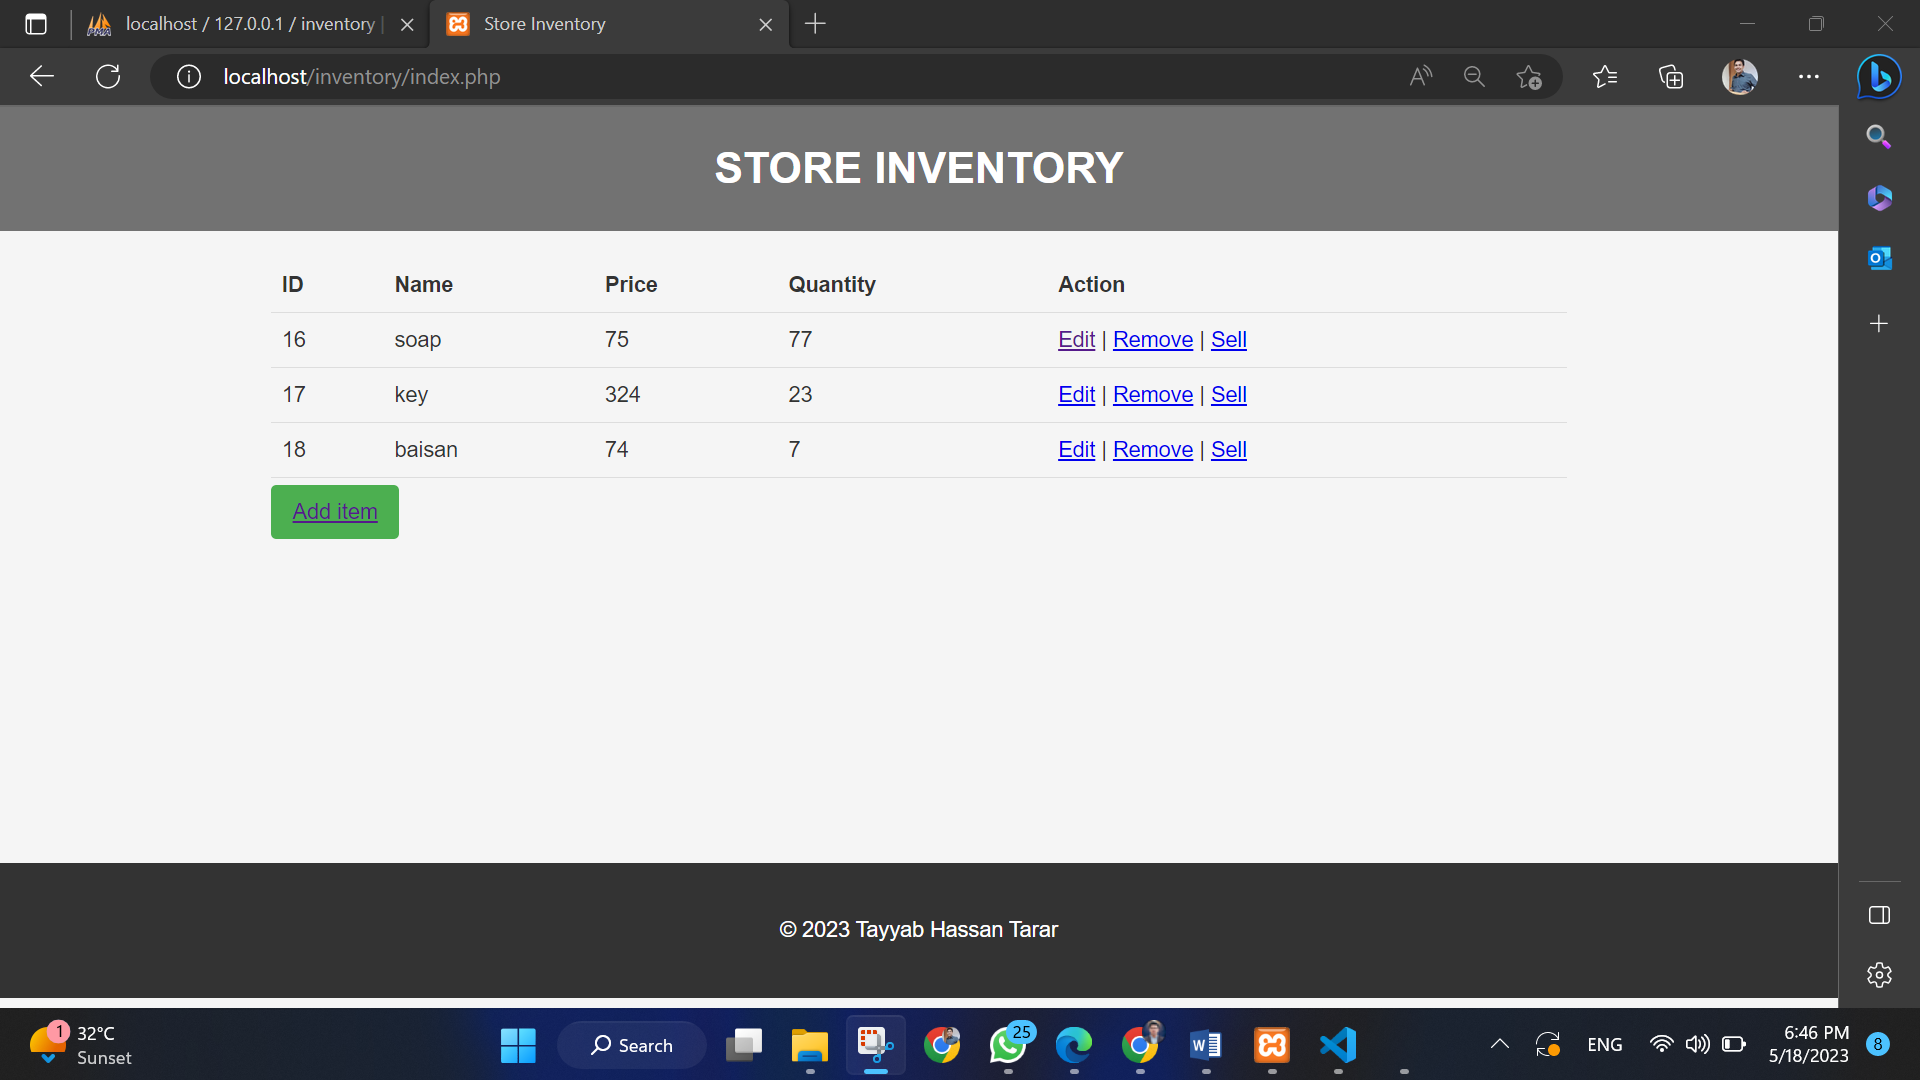 localhost / 127.0.0.1 / inventory |
Store Inventory
localhost/inventory/index.php
STORE INVENTORY
ID Name Price Quantity Action
16 soap 75 77 Edit | Remove | Sell
17 key 324 23 Edit | Remove | Sell
18 baisan 74 7 Edit | Remove | Sell
Add item
© 2023 Tayyab Hassan Tarar
1
32°C
Sunset
Search
25
ENG
6:46 PM
5/18/2023
8